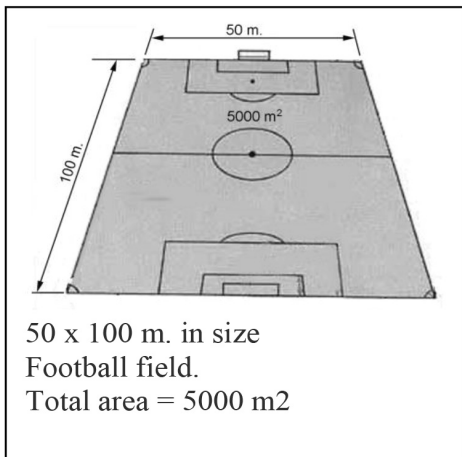 50 m.
5000 m²
100 m.
50 x 100 m. in size
Football field.
Total area = 5000 m2